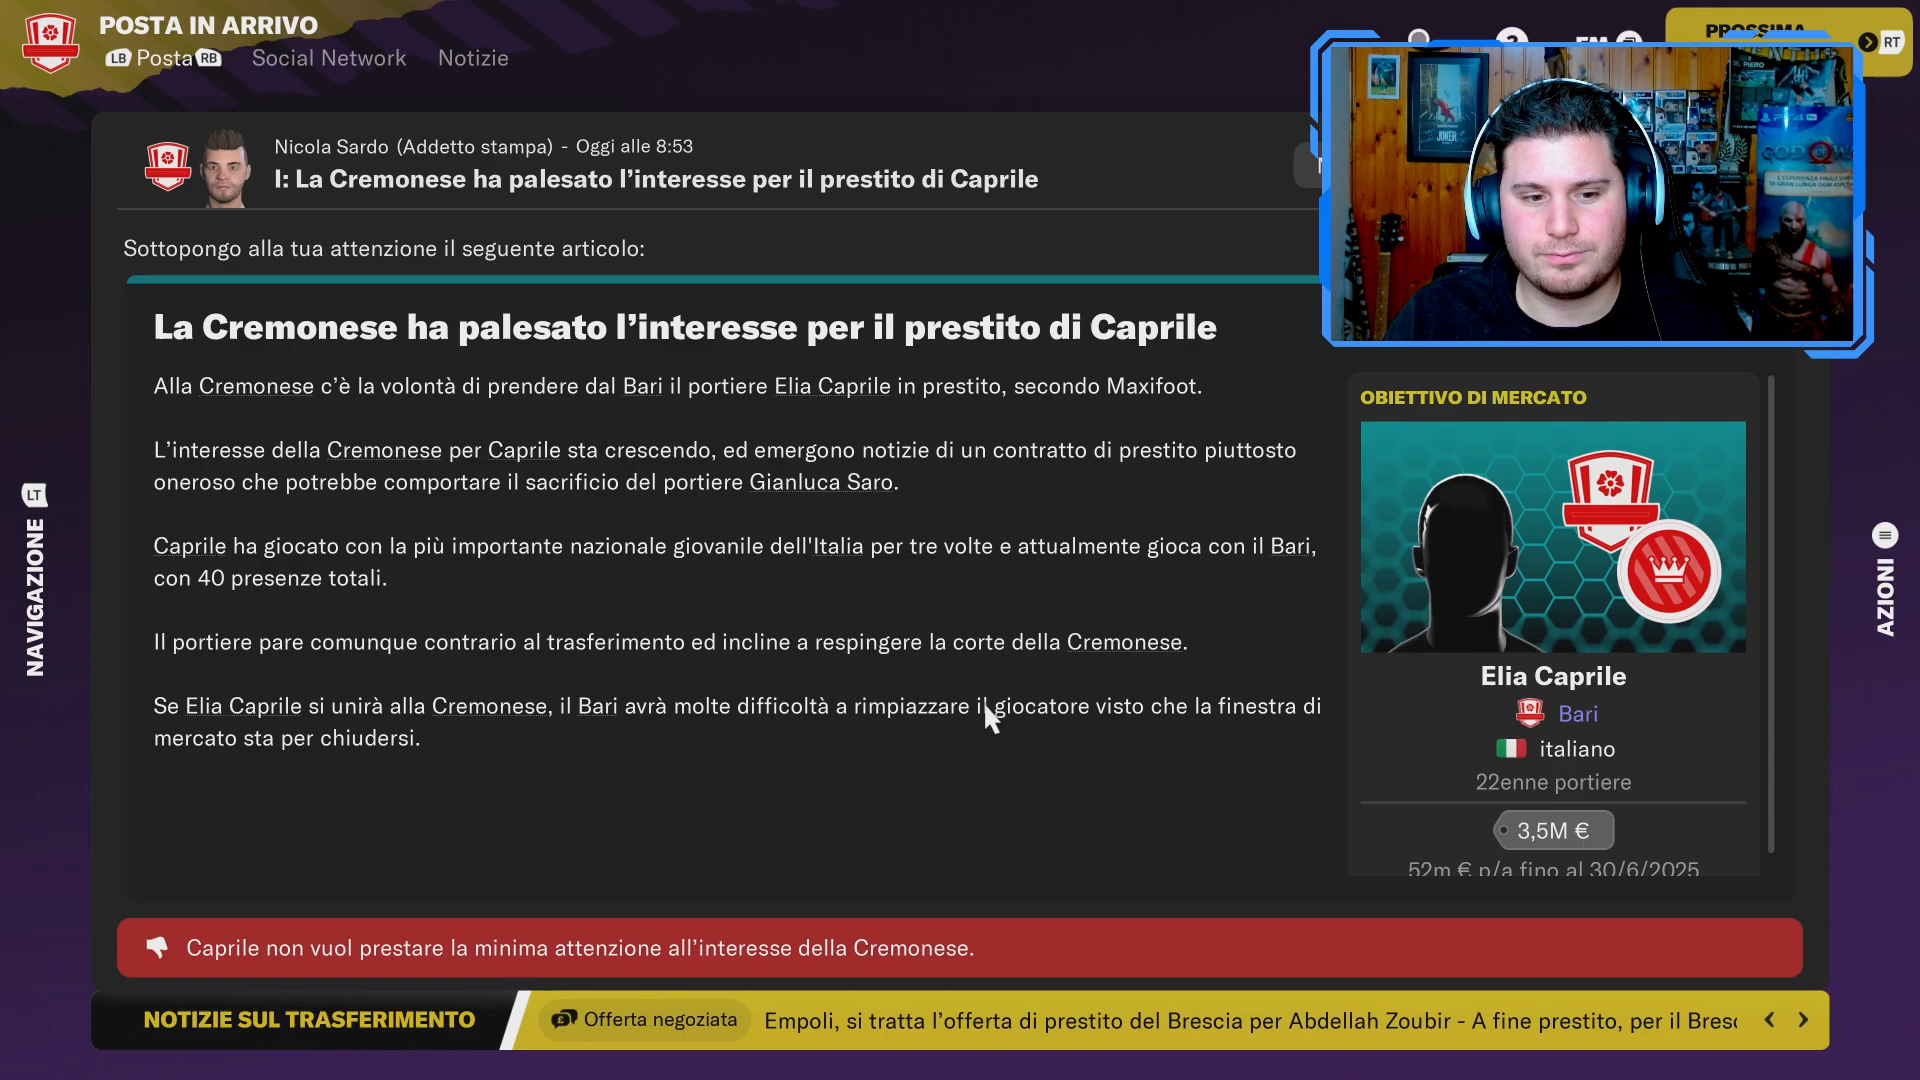 POSTA IN ARRIVO
LB Posta RB Social Network Notizie
RT
Nicola Sardo (Addetto stampa) - Oggi alle 8:53
I: La Cremonese ha palesato l'interesse per il prestito di Caprile
Sottopongo alla tua attenzione il seguente articolo:
La Cremonese ha palesato l'interesse per il prestito di Caprile
Alla Cremonese c'è la volontà di prendere dal Bari il portiere Elia Caprile in prestito, secondo Maxifoot.
L'interesse della Cremonese per Caprile sta crescendo, ed emergono notizie di un contratto di prestito piuttosto
oneroso che potrebbe comportare il sacrificio del portiere Gianluca Saro.
Caprile ha giocato con la più importante nazionale giovanile dell'Italia per tre volte e attualmente gioca con il Bari,
con 40 presenze totali.
Il portiere pare comunque contrario al trasferimento ed incline a respingere la corte della Cremonese.
Se Elia Caprile si unirà alla Cremonese, il Bari avrà molte difficoltà a rimpiazzare il giocatore visto che la finestra di
mercato sta per chiudersi.
OBIETTIVO DI MERCATO
Elia Caprile
Bari
italiano
22enne portiere
3,5M €
52m € p/a fino al 30/6/2025
Caprile non vuol prestare la minima attenzione all'interesse della Cremonese.
NOTIZIE SUL TRASFERIMENTO
Offerta negoziata
Empoli, si tratta l'offerta di prestito del Brescia per Abdellah Zoubir - A fine prestito, per il Bresc
LT
NAVIGAZIONE
AZIONI
JOKER
DEL PIERO
PS4
GOD OF WAR
L'ESPERIENZA FINALE